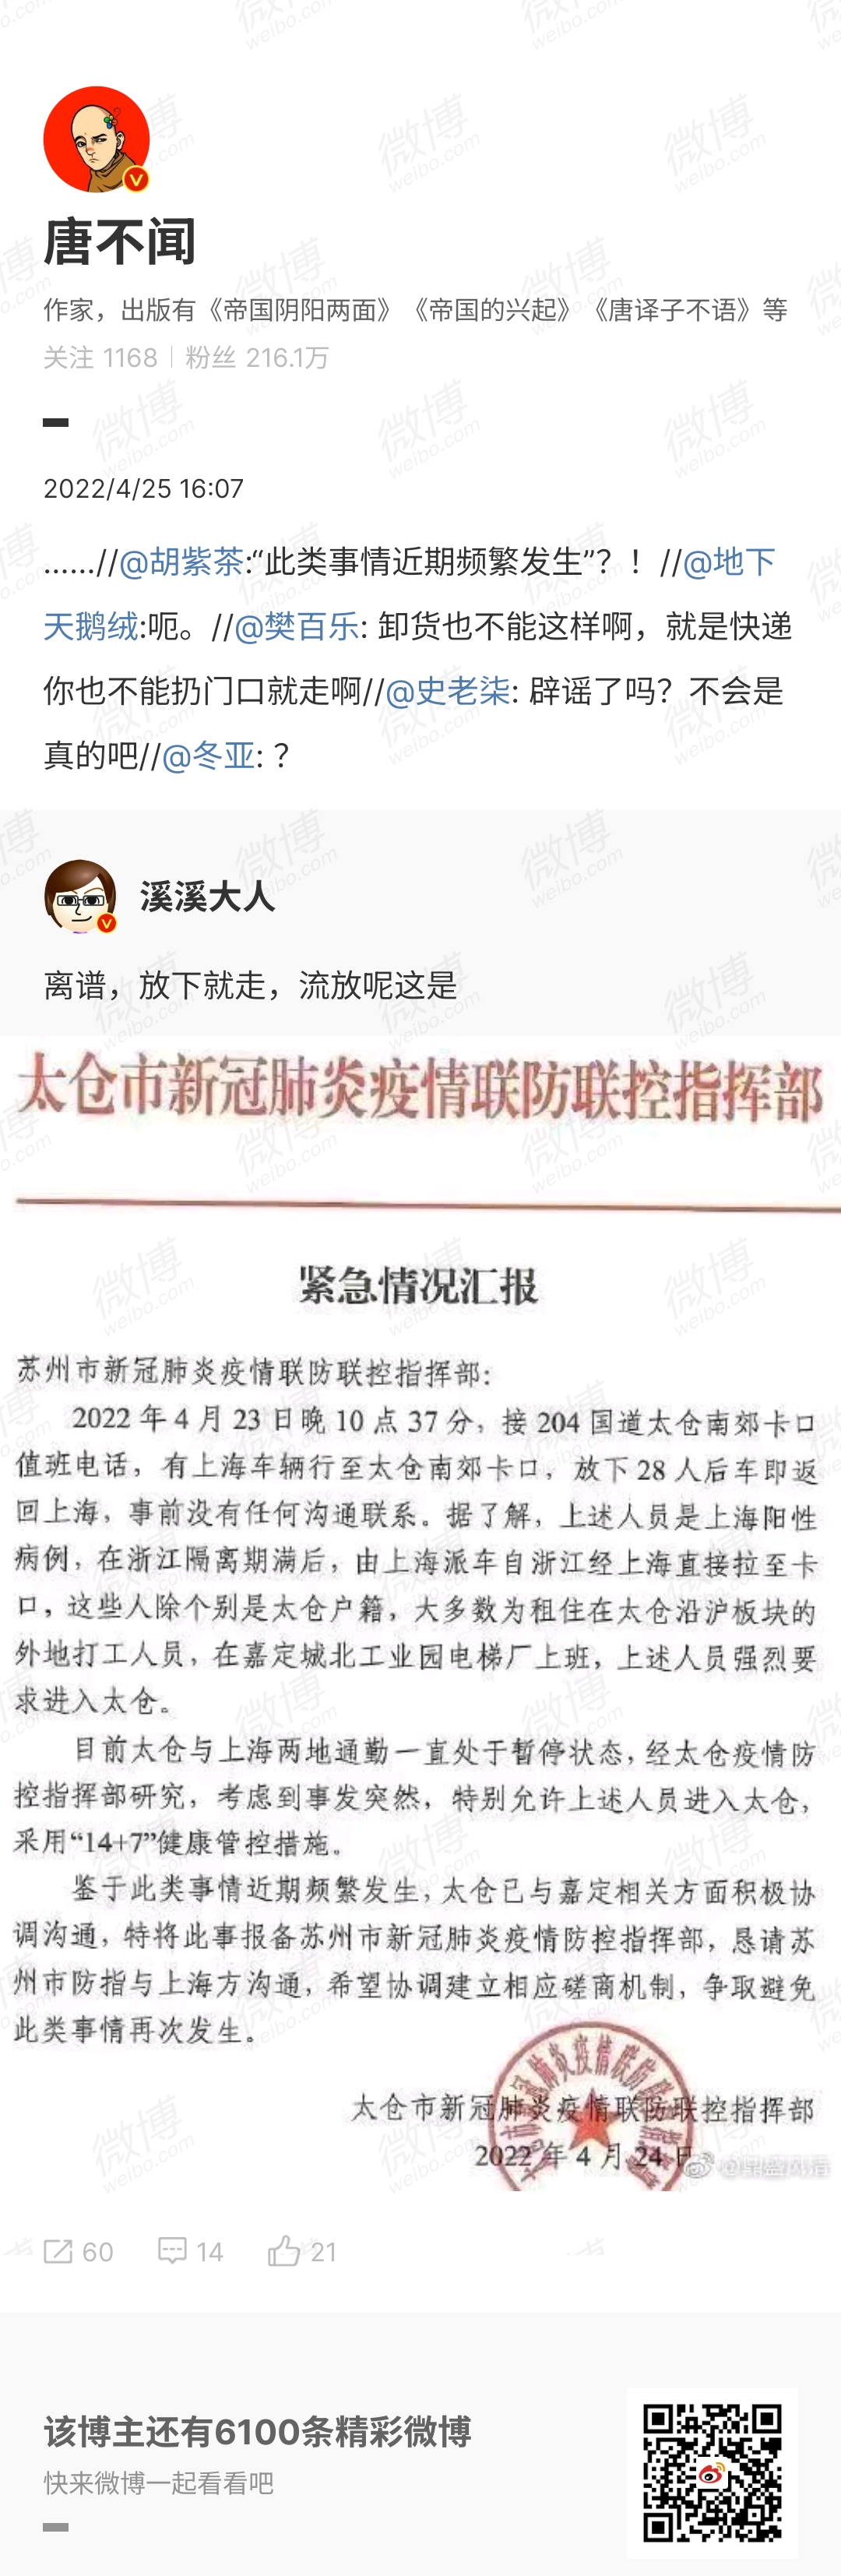 唐不闻
作家，出版有《帝国阴阳两面》《帝国的兴起》《唐译子不语》等
关注 1168 | 粉丝 216.1万
2022/4/25 16:07
......//@胡紫茶:“此类事情近期频繁发生”？！//@地下
天鹅绒:呃。//@樊百乐: 卸货也不能这样啊，就是快递
你也不能扔门口就走啊//@史老柒: 辟谣了吗？不会是
真的吧//@冬亚: ？
溪溪大人
离谱，放下就走，流放呢这是
太仓市新冠肺炎疫情联防联控指挥部
紧急情况汇报
苏州市新冠肺炎疫情联防联控指挥部：
2022 年 4 月 23 日晚 10 点 37 分，接 204 国道太仓南郊卡口
值班电话，有上海车辆行至太仓南郊卡口，放下 28 人后车即返
回上海，事前没有任何沟通联系。据了解，上述人员是上海阳性
病例，在浙江隔离期满后，由上海派车自浙江经上海直接拉至卡
口，这些人除个别是太仓户籍，大多数为租住在太仓沿沪板块的
外地打工人员，在嘉定城北工业园电梯厂上班，上述人员强烈要
求进入太仓。
目前太仓与上海两地通勤一直处于暂停状态，经太仓疫情防
控指挥部研究，考虑到事发突然，特别允许上述人员进入太仓，
采用“14+7”健康管控措施。
鉴于此类事情近期频繁发生，太仓已与嘉定相关方面积极协
调沟通，特将此事报备苏州市新冠肺炎疫情防控指挥部，恳请苏
州市防指与上海方沟通，希望协调建立相应磋商机制，争取避免
此类事情再次发生。
太仓市新冠肺炎疫情联防联控指挥部
2022 年 4 月 24 日
60 14 21
该博主还有6100条精彩微博
快来微博一起看看吧
微博
weibo.com